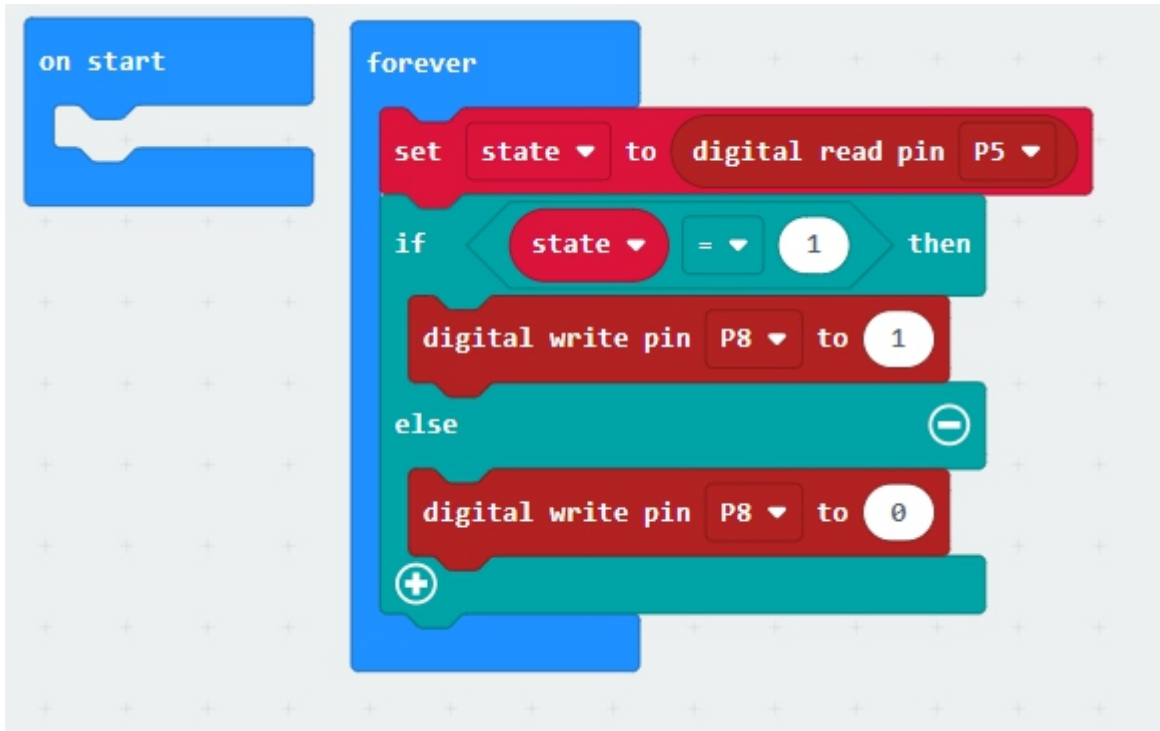 on start
forever
set state to digital read pin P5
if state = 1 then
digital write pin P8 to 1
else
digital write pin P8 to 0